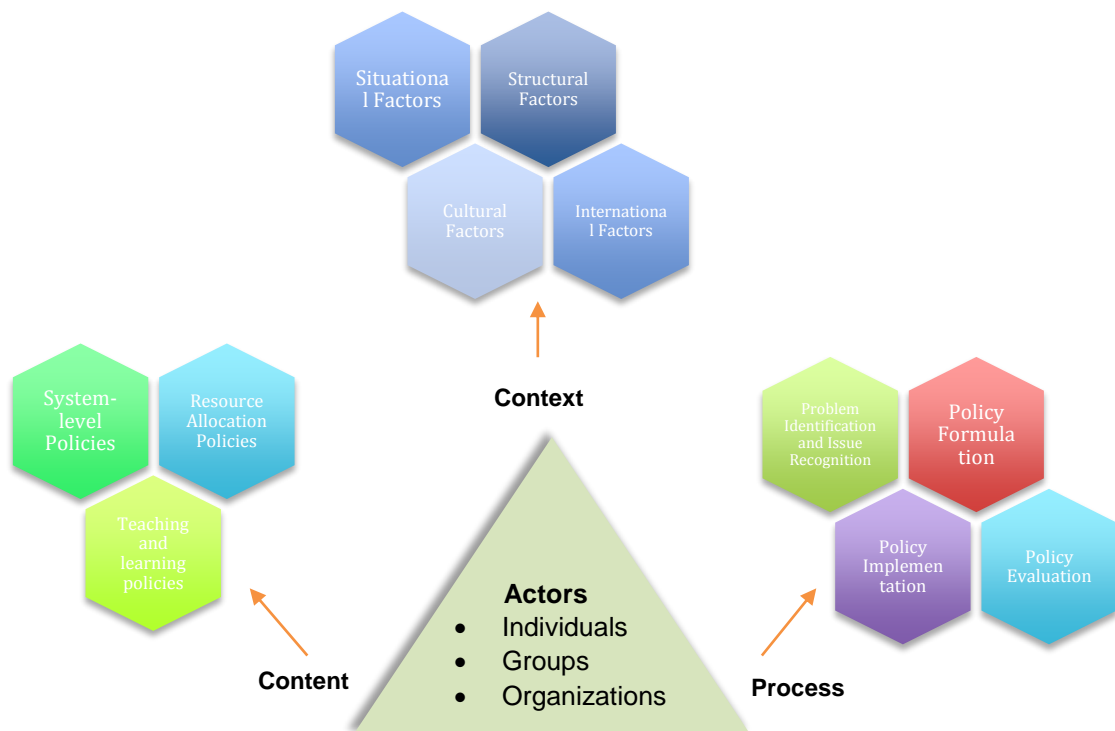 Situationa
l Factors
Structural
Factors
Cultural
Factors
Internationa
l Factors
Context
System-
level
Policies
Resource
Allocation
Policies
Teaching
and
learning
policies
Content
Problem
Identification
and Issue
Recognition
Policy
Formula
tion
Policy
Implemen
tation
Policy
Evaluation
Process
Actors
• Individuals
• Groups
• Organizations